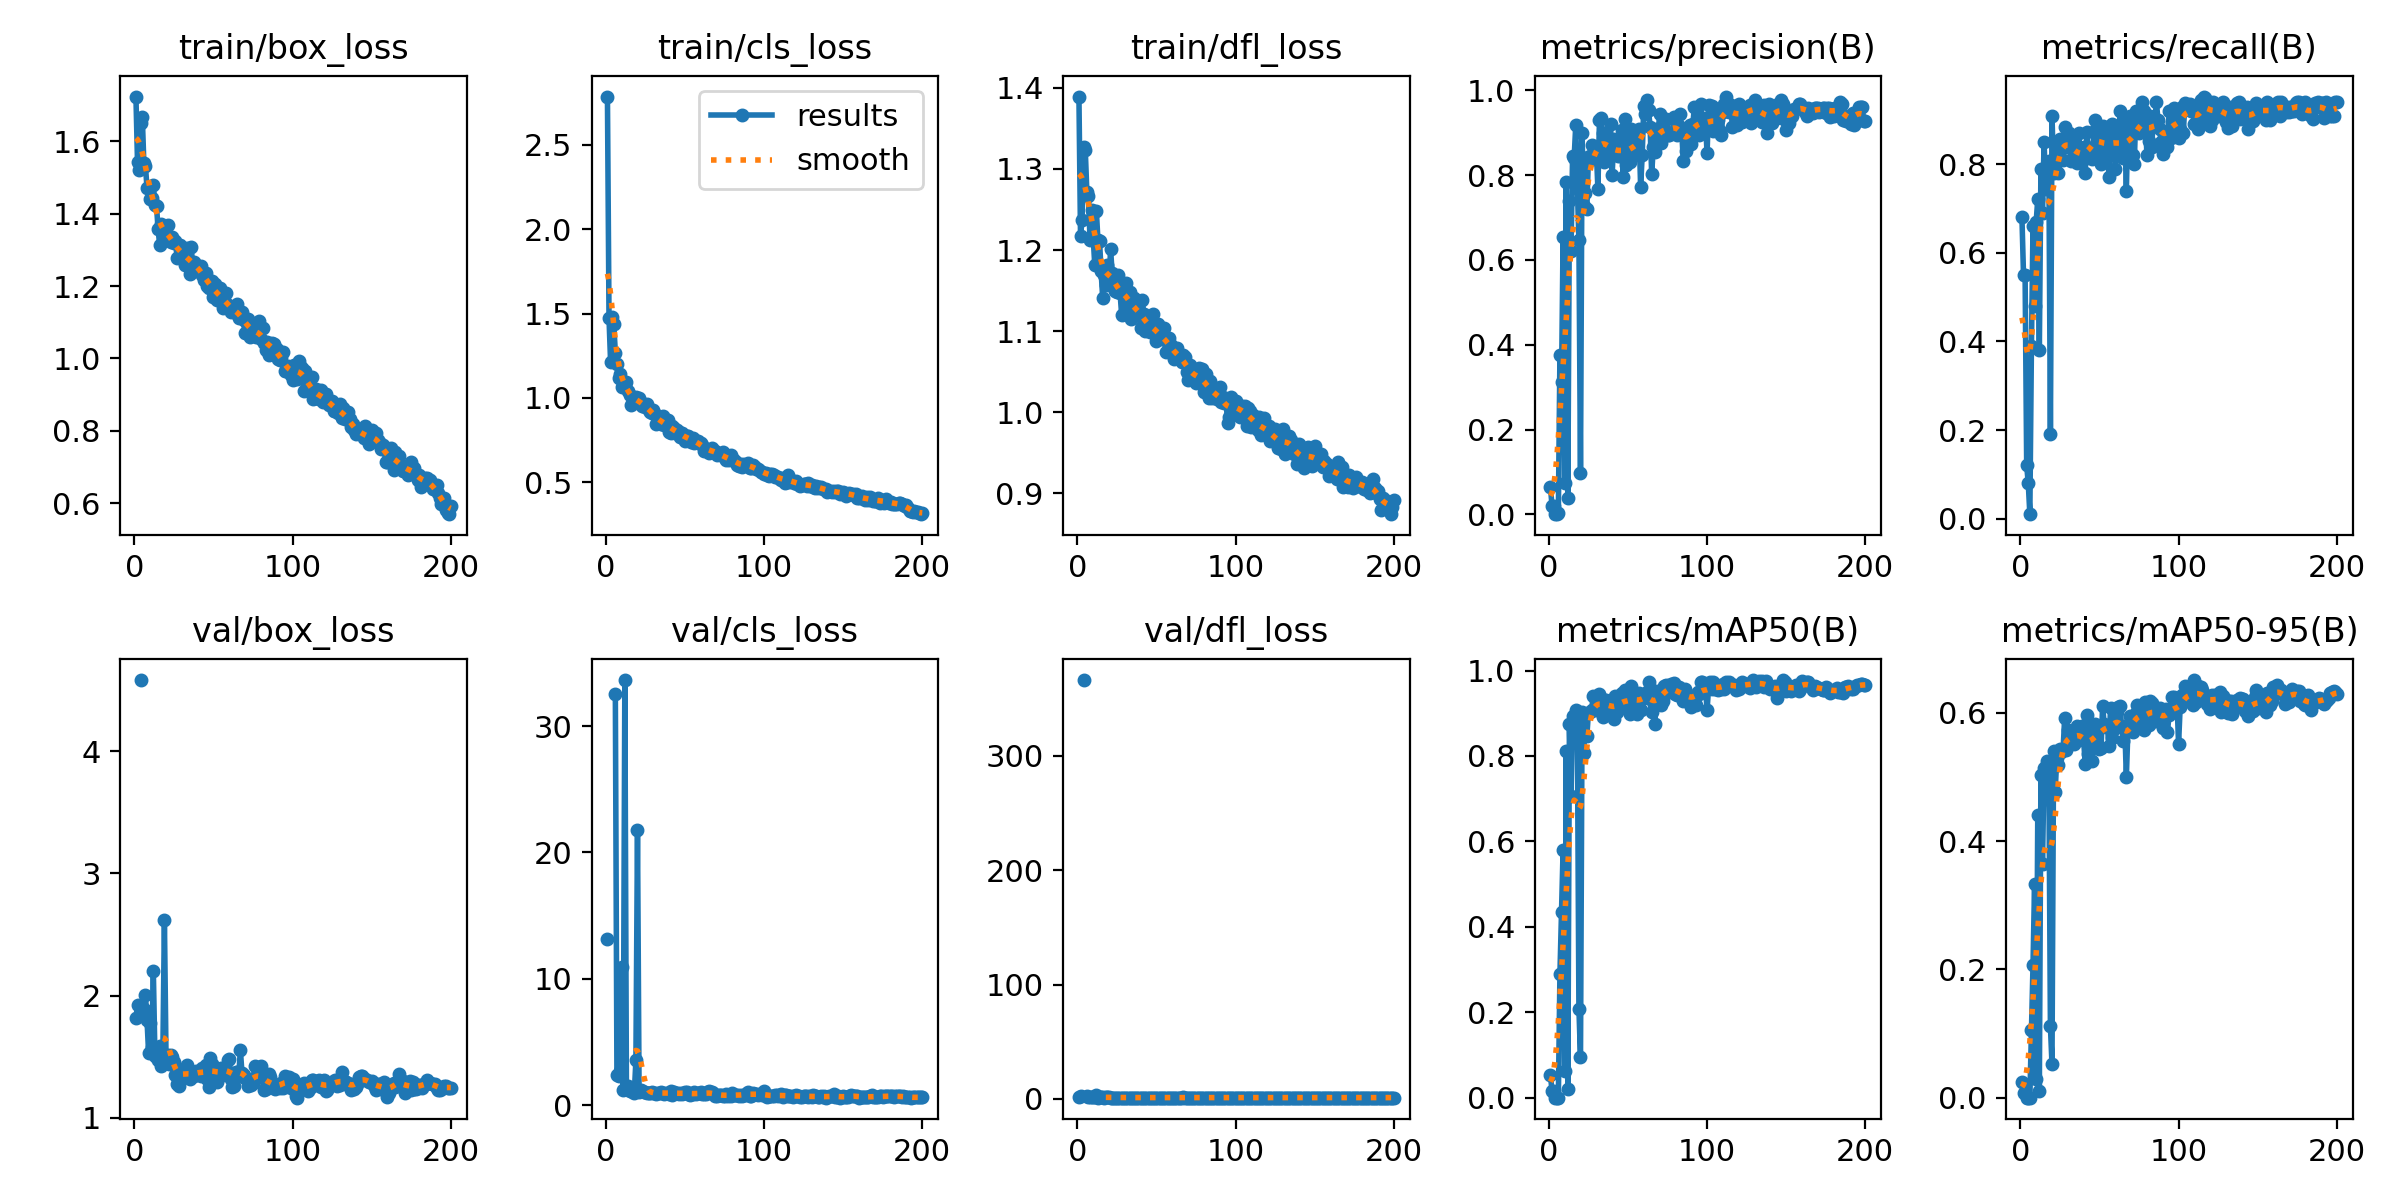 train/box_loss
1.6
1.4
1.2
1.0
0.8
0.6
0 100 200
train/cls_loss
results
smooth
2.5
2.0
1.5
1.0
0.5
0 100 200
train/dfl_loss
1.4
1.3
1.2
1.1
1.0
0.9
0 100 200
metrics/precision(B)
1.0
0.8
0.6
0.4
0.2
0.0
0 100 200
metrics/recall(B)
0.8
0.6
0.4
0.2
0.0
0 100 200
val/box_loss
4
3
2
1
0 100 200
val/cls_loss
30
20
10
0
0 100 200
val/dfl_loss
300
200
100
0
0 100 200
metrics/mAP50(B)
1.0
0.8
0.6
0.4
0.2
0.0
0 100 200
metrics/mAP50-95(B)
0.6
0.4
0.2
0.0
0 100 200